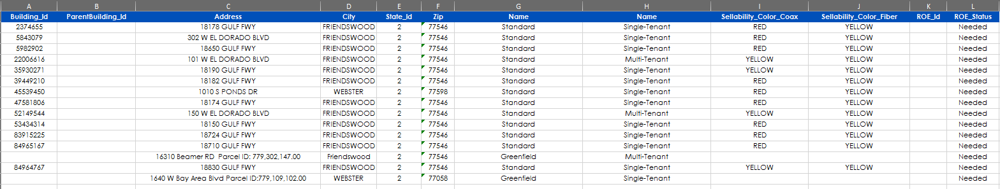 A B C D E F G H I J K L
Building_Id ParentBuilding_Id Address City State_Id Zip Name Name Sellability_Color_Coax Sellability_Color_Fiber ROE_Id ROE_Status
2374655 18178 GULF FWY FRIENDSWOOD 2 77546 Standard Single-Tenant RED YELLOW Needed
5843079 302 W EL DORADO BLVD FRIENDSWOOD 2 77546 Standard Single-Tenant RED YELLOW Needed
5982902 18650 GULF FWY FRIENDSWOOD 2 77546 Standard Single-Tenant RED YELLOW Needed
22006616 101 W EL DORADO BLVD FRIENDSWOOD 2 77546 Standard Multi-Tenant YELLOW YELLOW Needed
35930271 18190 GULF FWY FRIENDSWOOD 2 77546 Standard Single-Tenant YELLOW YELLOW Needed
39449210 18182 GULF FWY FRIENDSWOOD 2 77546 Standard Single-Tenant RED YELLOW Needed
45539450 1010 S PONDS DR WEBSTER 2 77598 Standard Single-Tenant RED YELLOW Needed
47581806 18174 GULF FWY FRIENDSWOOD 2 77546 Standard Single-Tenant RED YELLOW Needed
52149544 150 W EL DORADO BLVD FRIENDSWOOD 2 77546 Standard Multi-Tenant YELLOW YELLOW Needed
53434314 18150 GULF FWY FRIENDSWOOD 2 77546 Standard Single-Tenant RED YELLOW Needed
83915225 18724 GULF FWY FRIENDSWOOD 2 77546 Standard Single-Tenant RED YELLOW Needed
84965167 18710 GULF FWY FRIENDSWOOD 2 77546 Standard Single-Tenant RED YELLOW Needed
16310 Beamer RD  Parcel ID: 779,302,147.00 Friendswood 2 77546 Greenfield Multi-Tenant Needed
84964767 18830 GULF FWY FRIENDSWOOD 2 77546 Standard Single-Tenant YELLOW YELLOW Needed
1640 W Bay Area Blvd Parcel ID:779,109,102.00 WEBSTER 2 77058 Greenfield Single-Tenant Needed